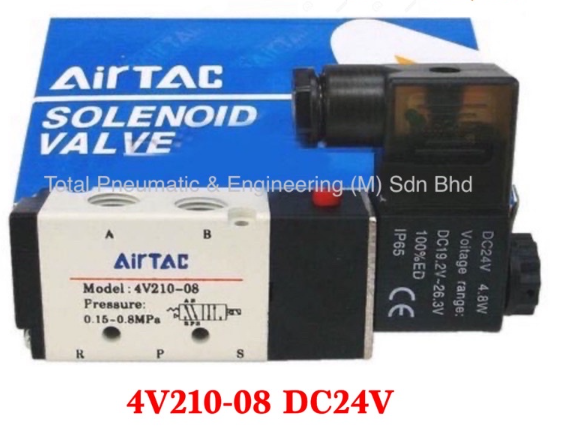 AirTAC
SOLENOID
VALVE
Total Pneumatic & Engineering (M) Sdn Bhd
A B
AirTAC
Model: 4V210-08
Pressure:
0.15-0.8MPa
R P S
DC24V 4.8W
Voitage range:
DC19.2V~26.3V
100%ED
IP65
CE
4V210-08 DC24V